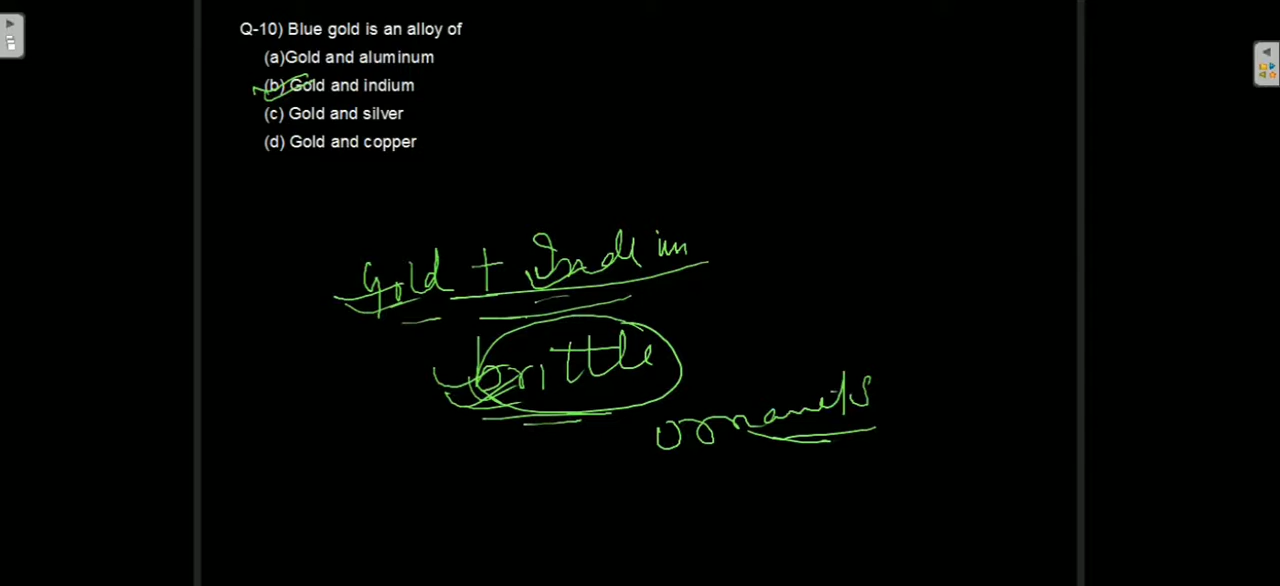 Q-10) Blue gold is an alloy of
(a)Gold and aluminum
(b) Gold and indium
(c) Gold and silver
(d) Gold and copper
Gold + Indium
brittle